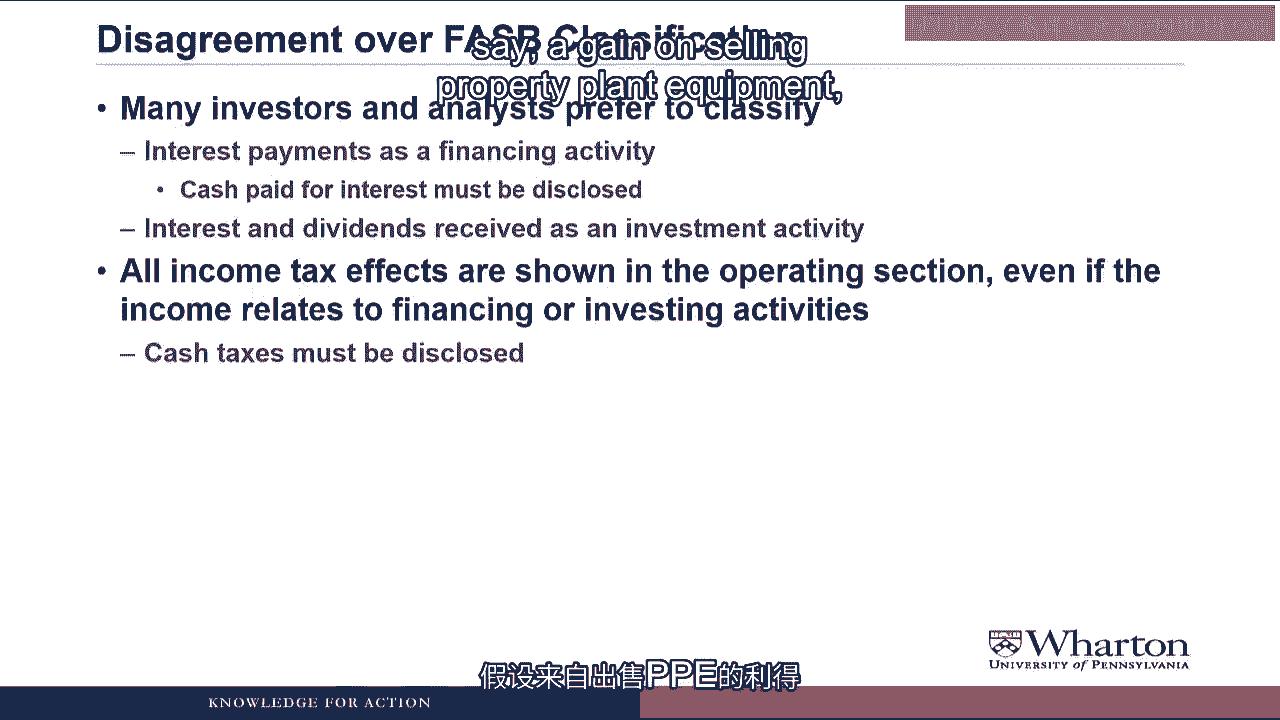 Disagreement over FASB Classification
say, a gain on selling
property plant equipment,
• Many investors and analysts prefer to classify
– Interest payments as a financing activity
• Cash paid for interest must be disclosed
– Interest and dividends received as an investment activity
• All income tax effects are shown in the operating section, even if the
income relates to financing or investing activities
– Cash taxes must be disclosed
Wharton
UNIVERSITY of PENNSYLVANIA
假设来自出售PPE的利得
KNOWLEDGE FOR ACTION